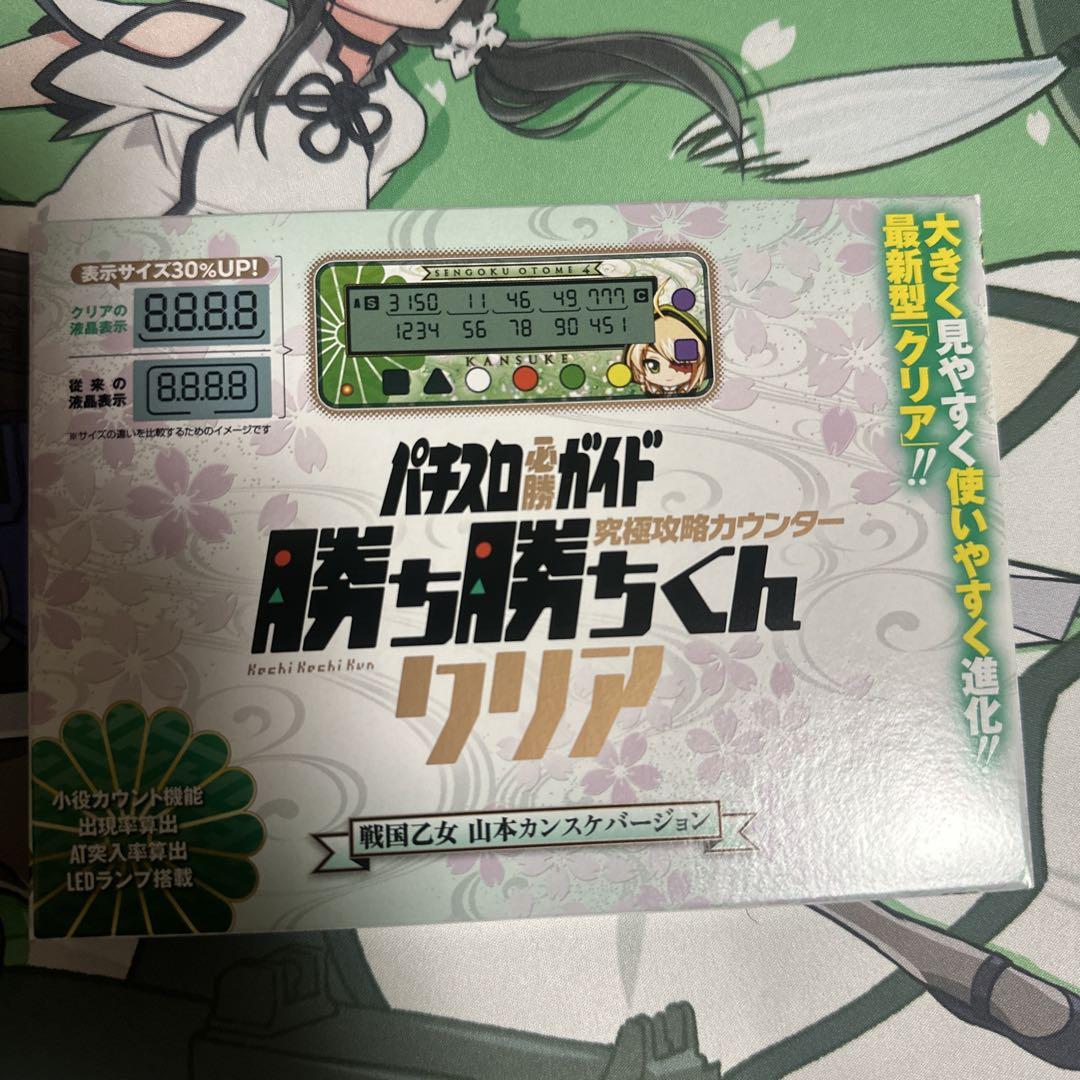 表示サイズ30%UP!
クリアの
液晶表示
8.8.8.8
従来の
液晶表示
8.8.8.8
※サイズの違いを比較するためのイメージです
SENGOKU OTOME 4
A S 3150 11 46 49 777 C
1234 56 78 90 451
KANSUKE
大きく見やすく使いやすく進化!!
最新型「クリア」!!
パチスロ必勝ガイド
究極攻略カウンター
勝ち勝ちくん
Kachi Kachi Kun
クリア
小役カウント機能
出現率算出
AT突入率算出
LEDランプ搭載
戦国乙女 山本カンスケバージョン